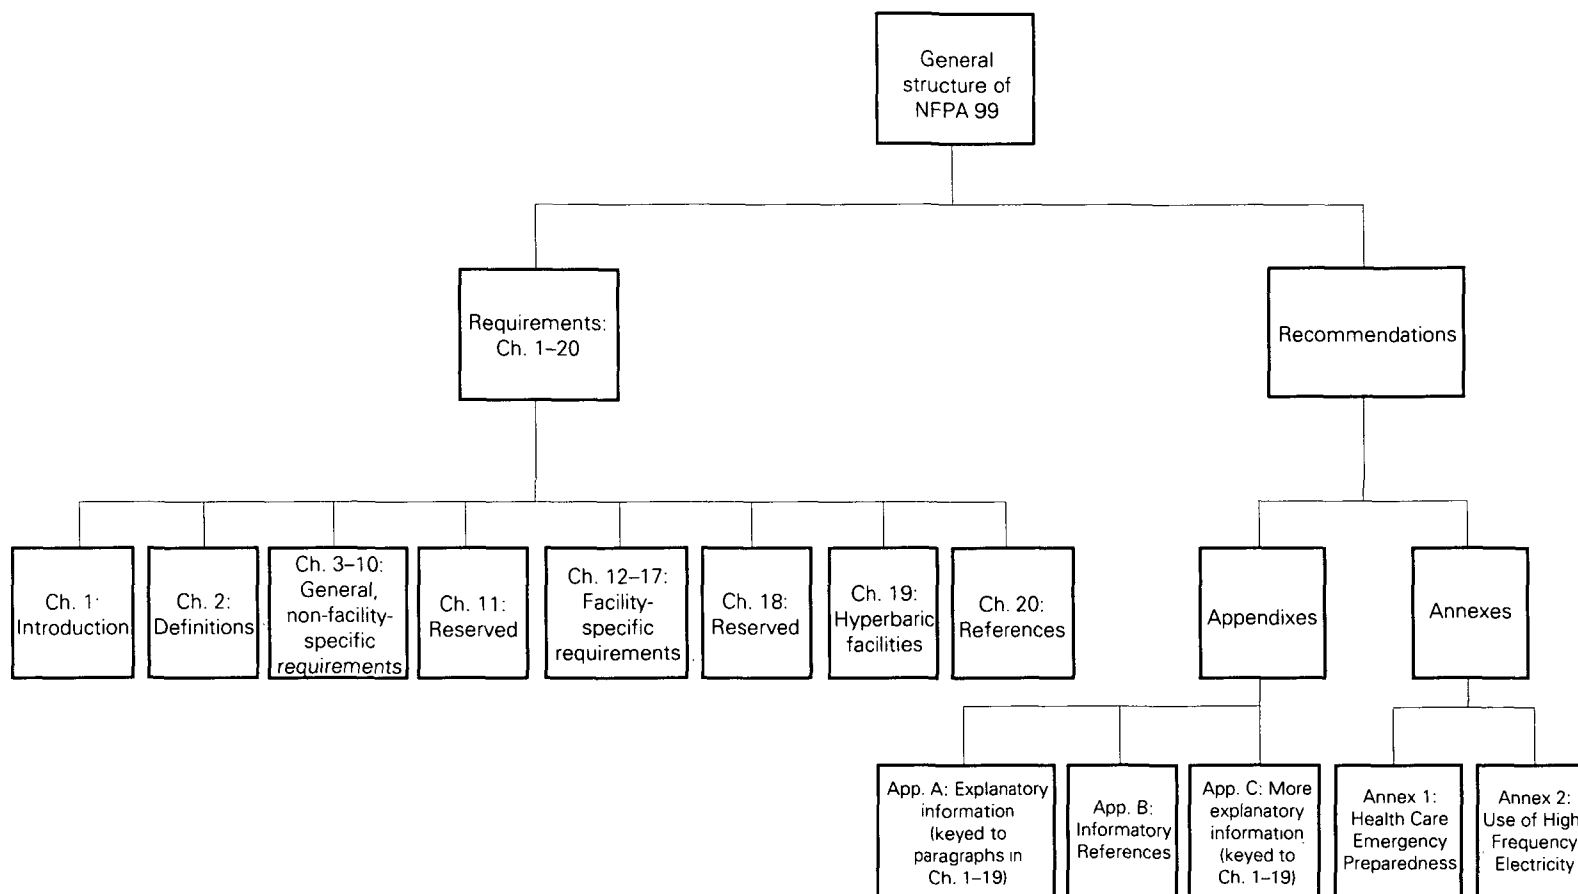 General
structure of
NFPA 99
Requirements:
Ch. 1–20
Recommendations
Ch. 1:
Introduction
Ch. 2:
Definitions
Ch. 3–10:
General,
non-facility-
specific
requirements
Ch. 11:
Reserved
Ch. 12–17:
Facility-
specific
requirements
Ch. 18:
Reserved
Ch. 19:
Hyperbaric
facilities
Ch. 20:
References
Appendixes
Annexes
App. A: Explanatory
information
(keyed to
paragraphs in
Ch. 1–19)
App. B:
Informatory
References
App. C: More
explanatory
information
(keyed to
Ch. 1–19)
Annex 1:
Health Care
Emergency
Preparedness
Annex 2:
Use of High
Frequency
Electricity